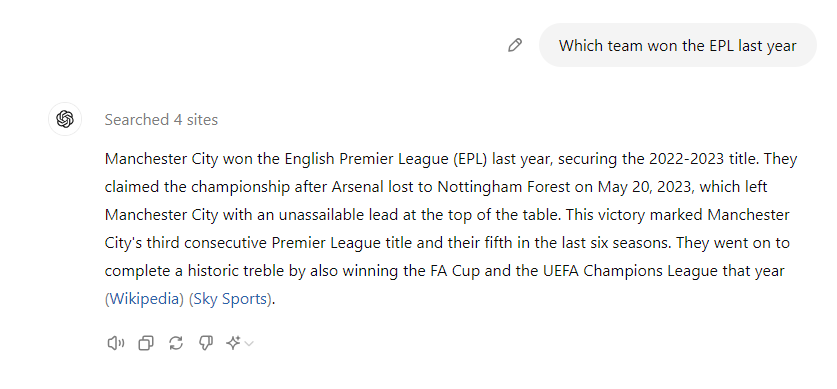 Which team won the EPL last year
Searched 4 sites
Manchester City won the English Premier League (EPL) last year, securing the 2022-2023 title. They
claimed the championship after Arsenal lost to Nottingham Forest on May 20, 2023, which left
Manchester City with an unassailable lead at the top of the table. This victory marked Manchester
City's third consecutive Premier League title and their fifth in the last six seasons. They went on to
complete a historic treble by also winning the FA Cup and the UEFA Champions League that year
(Wikipedia) (Sky Sports).